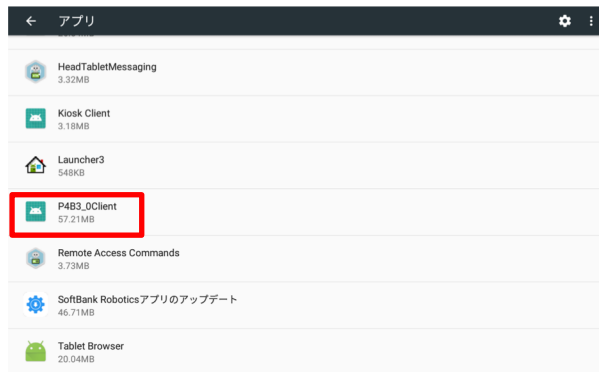 アプリ
HeadTabletMessaging
3.32MB
Kiosk Client
3.18MB
Launcher3
548KB
P4B3_0Client
57.21MB
Remote Access Commands
3.73MB
SoftBank Roboticsアプリのアップデート
46.71MB
Tablet Browser
20.04MB